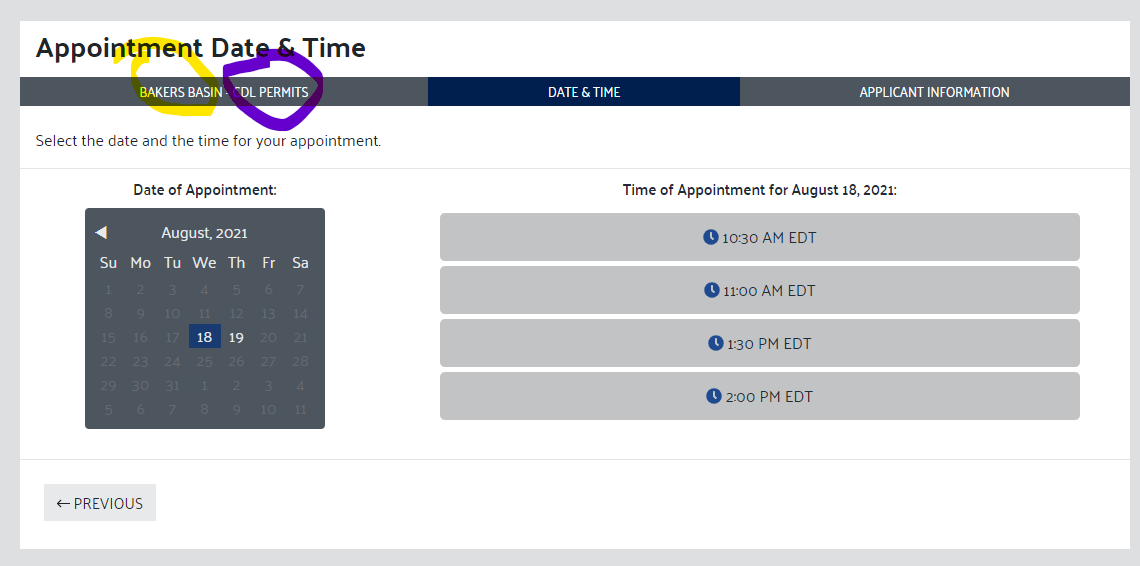 Appointment Date & Time
BAKERS BASIN - CDL PERMITS DATE & TIME APPLICANT INFORMATION
Select the date and the time for your appointment.
Date of Appointment:
August, 2021
Su Mo Tu We Th Fr Sa
1 2 3 4 5 6 7
8 9 10 11 12 13 14
15 16 17 18 19 20 21
22 23 24 25 26 27 28
29 30 31 1 2 3 4
5 6 7 8 9 10 11
Time of Appointment for August 18, 2021:
10:30 AM EDT
11:00 AM EDT
1:30 PM EDT
2:00 PM EDT
← PREVIOUS